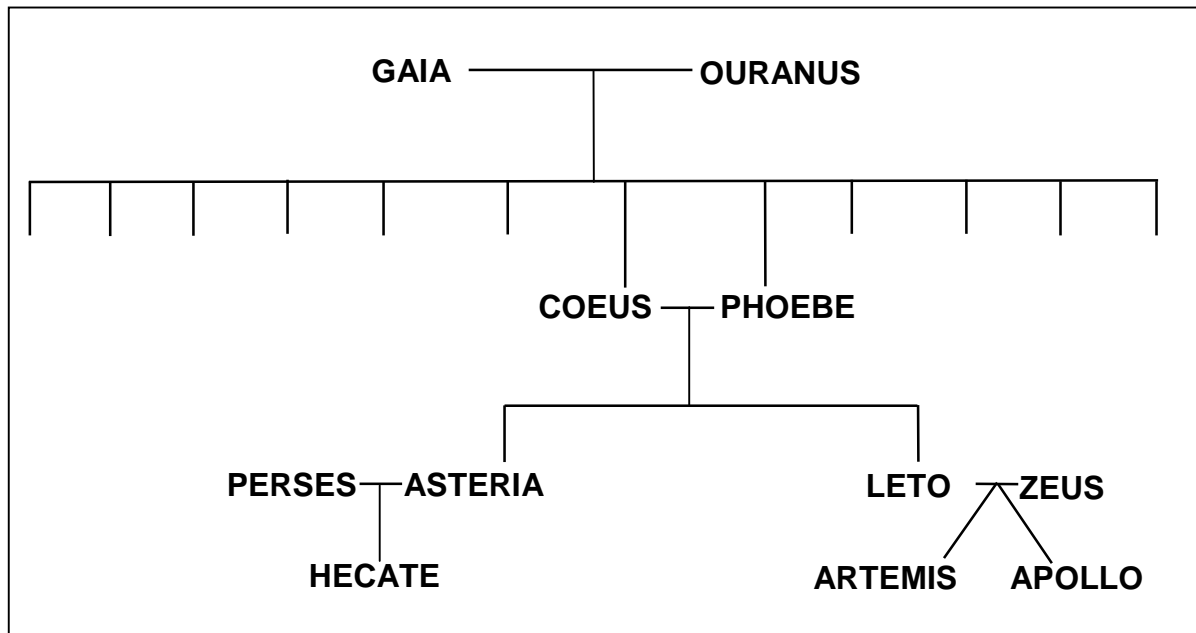 GAIA OURANUS
COEUS PHOEBE
PERSES ASTERIA LETO ZEUS
HECATE ARTEMIS APOLLO